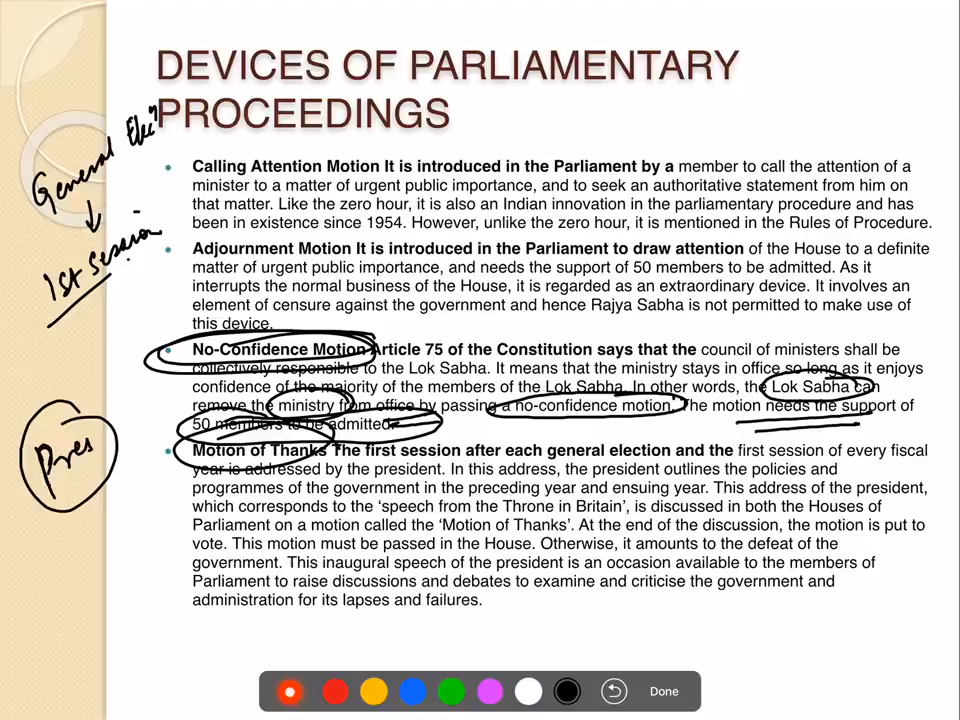 DEVICES OF PARLIAMENTARY
PROCEEDINGS
General Elecn
1st Session
Pres
• Calling Attention Motion It is introduced in the Parliament by a member to call the attention of a
minister to a matter of urgent public importance, and to seek an authoritative statement from him on
that matter. Like the zero hour, it is also an Indian innovation in the parliamentary procedure and has
been in existence since 1954. However, unlike the zero hour, it is mentioned in the Rules of Procedure.
• Adjournment Motion It is introduced in the Parliament to draw attention of the House to a definite
matter of urgent public importance, and needs the support of 50 members to be admitted. As it
interrupts the normal business of the House, it is regarded as an extraordinary device. It involves an
element of censure against the government and hence Rajya Sabha is not permitted to make use of
this device.
• No-Confidence Motion Article 75 of the Constitution says that the council of ministers shall be
collectively responsible to the Lok Sabha. It means that the ministry stays in office so long as it enjoys
confidence of the majority of the members of the Lok Sabha. In other words, the Lok Sabha can
remove the ministry from office by passing a no-confidence motion. The motion needs the support of
50 members to be admitted.
• Motion of Thanks The first session after each general election and the first session of every fiscal
year is addressed by the president. In this address, the president outlines the policies and
programmes of the government in the preceding year and ensuing year. This address of the president,
which corresponds to the ‘speech from the Throne in Britain’, is discussed in both the Houses of
Parliament on a motion called the ‘Motion of Thanks’. At the end of the discussion, the motion is put to
vote. This motion must be passed in the House. Otherwise, it amounts to the defeat of the
government. This inaugural speech of the president is an occasion available to the members of
Parliament to raise discussions and debates to examine and criticise the government and
administration for its lapses and failures.
Done